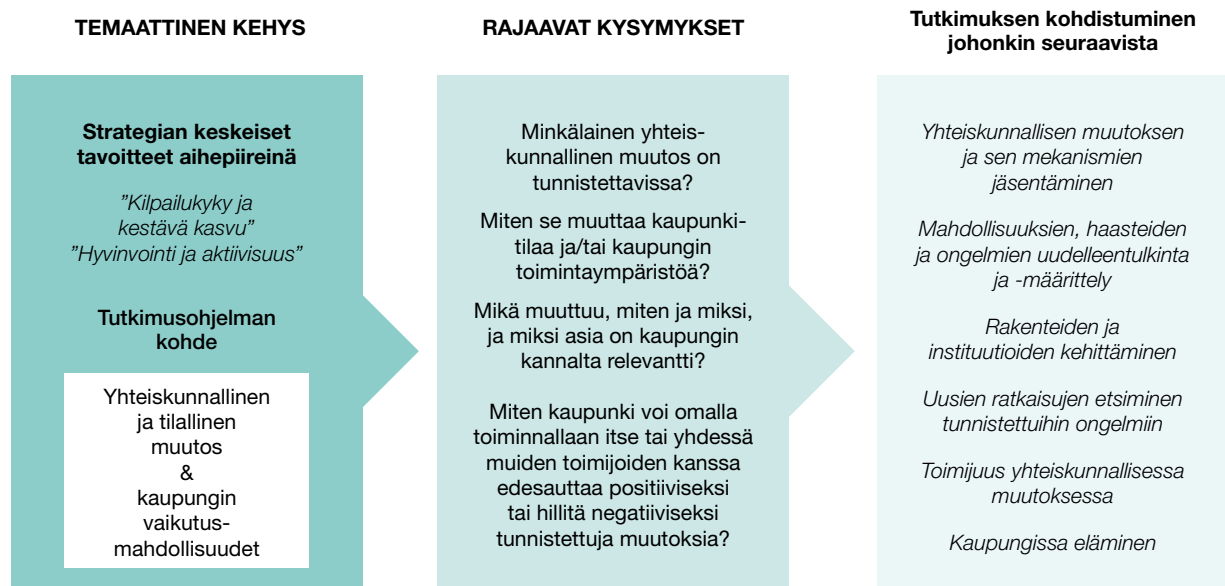 TEMAATTINEN KEHYS
Strategian keskeiset
tavoitteet aihepiireinä
”Kilpailukyky ja
kestävä kasvu”
”Hyvinvointi ja aktiivisuus”
Tutkimusohjelman
kohde
Yhteiskunnallinen
ja tilallinen
muutos
&
kaupungin
vaikutus-
mahdollisuudet
RAJAAVAT KYSYMYKSET
Minkälainen yhteis-
kunnallinen muutos on
tunnistettavissa?
Miten se muuttaa kaupunki-
tilaa ja/tai kaupungin
toimintaympäristöä?
Mikä muuttuu, miten ja miksi,
ja miksi asia on kaupungin
kannalta relevantti?
Miten kaupunki voi omalla
toiminnallaan itse tai yhdessä
muiden toimijoiden kanssa
edesauttaa positiiviseksi
tai hillitä negatiiviseksi
tunnistettuja muutoksia?
Tutkimuksen kohdistuminen
johonkin seuraavista
Yhteiskunnallisen muutoksen
ja sen mekanismien
jäsentäminen
Mahdollisuuksien, haasteiden
ja ongelmien uudelleentulkinta
ja -määrittely
Rakenteiden ja
instituutioiden kehittäminen
Uusien ratkaisujen etsiminen
tunnistettuihin ongelmiin
Toimijuus yhteiskunnallisessa
muutoksessa
Kaupungissa eläminen